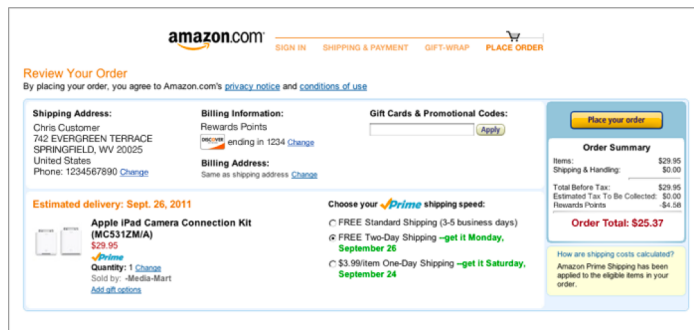 amazon.com
SIGN IN SHIPPING & PAYMENT GIFT-WRAP PLACE ORDER
Review Your Order
By placing your order, you agree to Amazon.com's privacy notice and conditions of use
Shipping Address:
Chris Customer
742 EVERGREEN TERRACE
SPRINGFIELD, WV 20025
United States
Phone: 1234567890 Change
Billing Information:
Rewards Points
DISCOVER ending in 1234 Change
Billing Address:
Same as shipping address Change
Gift Cards & Promotional Codes:
Apply
Place your order
Order Summary
Items: $29.95
Shipping & Handling: $0.00
Total Before Tax: $29.95
Estimated Tax To Be Collected: $0.00
Rewards Points -$4.58
Order Total: $25.37
How are shipping costs calculated?
Amazon Prime Shipping has been
applied to the eligible items in your
order.
Estimated delivery: Sept. 26, 2011
Apple iPad Camera Connection Kit
(MC531ZM/A)
$29.95
Prime
Quantity: 1 Change
Sold by: -Media-Mart
Add gift options
Choose your Prime shipping speed:
FREE Standard Shipping (3-5 business days)
FREE Two-Day Shipping --get it Monday,
September 26
$3.99/item One-Day Shipping --get it Saturday,
September 24